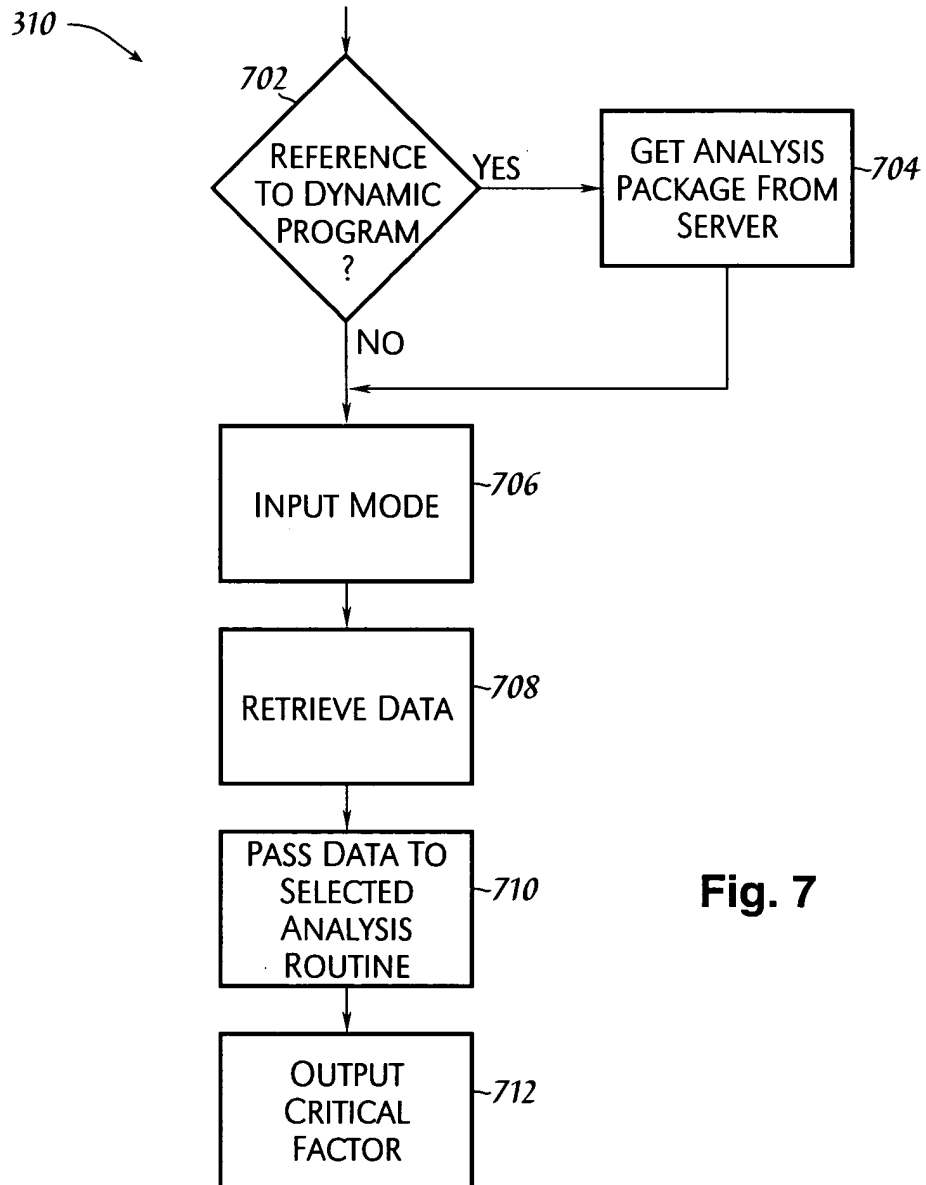 310
702
REFERENCE
TO DYNAMIC
PROGRAM
?
YES
GET ANALYSIS
PACKAGE FROM
SERVER
704
NO
INPUT MODE
706
RETRIEVE DATA
708
PASS DATA TO
SELECTED
ANALYSIS
ROUTINE
710
Fig. 7
OUTPUT
CRITICAL
FACTOR
712